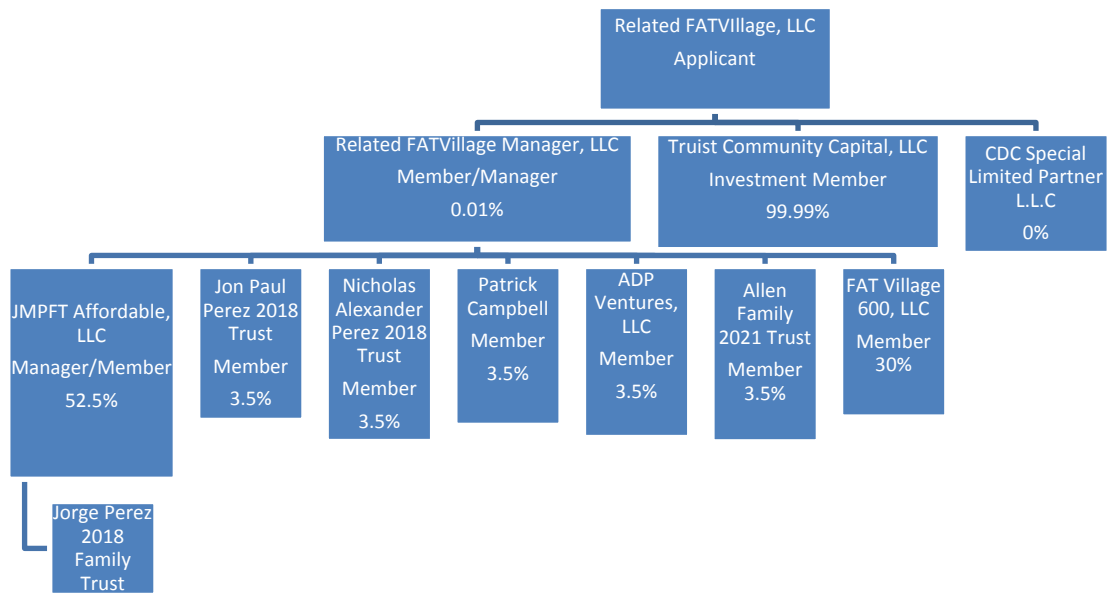 Related FATVIllage, LLC
Applicant
Related FATVillage Manager, LLC
Member/Manager
0.01%
Truist Community Capital, LLC
Investment Member
99.99%
CDC Special
Limited Partner
L.L.C
0%
JMPFT Affordable,
LLC
Manager/Member
52.5%
Jon Paul
Perez 2018
Trust
Member
3.5%
Nicholas
Alexander
Perez 2018
Trust
Member
3.5%
Patrick
Campbell
Member
3.5%
ADP
Ventures,
LLC
Member
3.5%
Allen
Family
2021 Trust
Member
3.5%
FAT Village
600, LLC
Member
30%
Jorge Perez
2018
Family
Trust